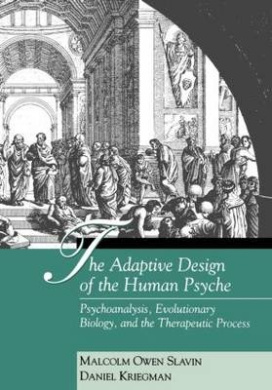 The Adaptive Design
of the Human Psyche
Psychoanalysis, Evolutionary
Biology, and the Therapeutic Process
MALCOLM OWEN SLAVIN
DANIEL KRIEGMAN